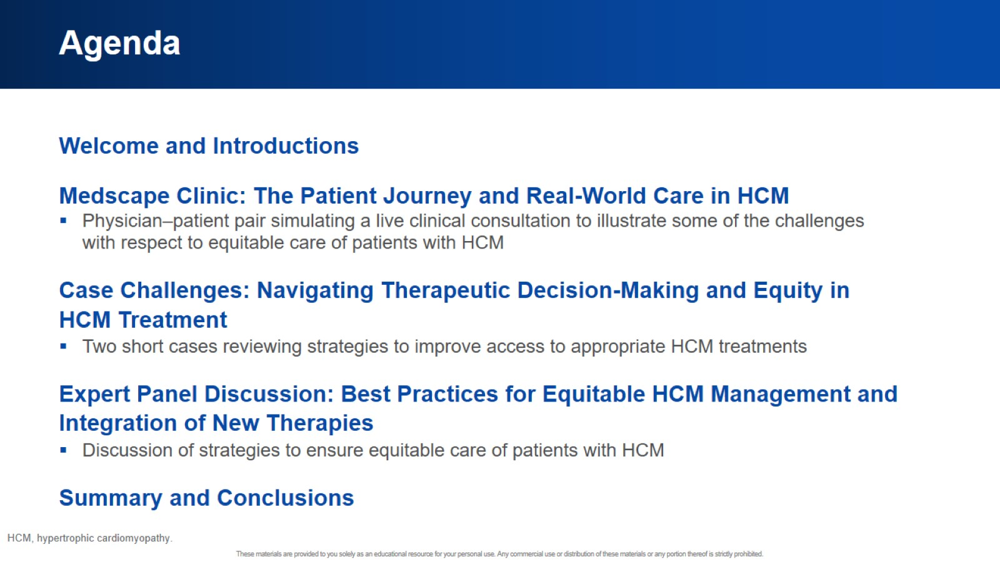 Agenda
Welcome and Introductions
Medscape Clinic: The Patient Journey and Real-World Care in HCM
▪ Physician–patient pair simulating a live clinical consultation to illustrate some of the challenges
with respect to equitable care of patients with HCM
Case Challenges: Navigating Therapeutic Decision-Making and Equity in
HCM Treatment
▪ Two short cases reviewing strategies to improve access to appropriate HCM treatments
Expert Panel Discussion: Best Practices for Equitable HCM Management and
Integration of New Therapies
▪ Discussion of strategies to ensure equitable care of patients with HCM
Summary and Conclusions
HCM, hypertrophic cardiomyopathy.
These materials are provided to you solely as an educational resource for your personal use. Any commercial use or distribution of these materials or any portion thereof is strictly prohibited.